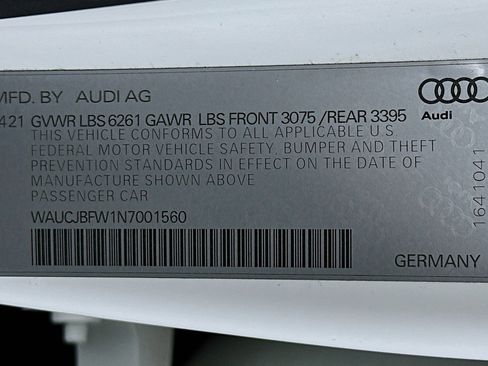 MFD. BY AUDI AG
421 GVWR LBS 6261 GAWR LBS FRONT 3075 /REAR 3395
THIS VEHICLE CONFORMS TO ALL APPLICABLE U.S
FEDERAL MOTOR VEHICLE SAFETY, BUMPER AND THEFT
PREVENTION STANDARDS IN EFFECT ON THE DATE OF
MANUFACTURE SHOWN ABOVE
PASSENGER CAR
WAUCJBFW1N7001560
Audi
1641041
GERMANY